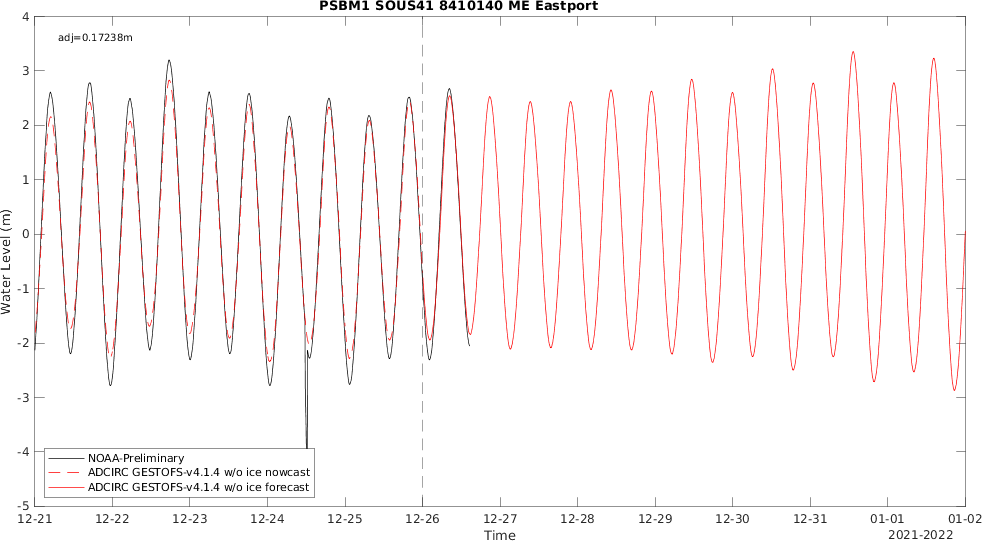 PSBM1 SOUS41 8410140 ME Eastport
adj=0.17238m
4
3
2
1
0
-1
-2
-3
-4
-5
Water Level (m)
NOAA-Preliminary
ADCIRC GESTOFS-v4.1.4 w/o ice nowcast
ADCIRC GESTOFS-v4.1.4 w/o ice forecast
12-21 12-22 12-23 12-24 12-25 12-26 12-27 12-28 12-29 12-30 12-31 01-01 01-02
Time
2021-2022